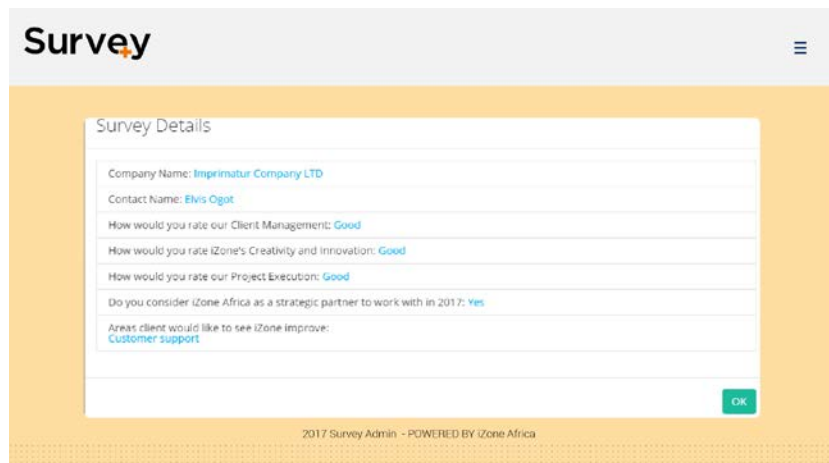 Survey
Survey Details
Company Name: Imprimatur Company LTD
Contact Name: Elvis Ogot
How would you rate our Client Management: Good
How would you rate iZone's Creativity and Innovation: Good
How would you rate our Project Execution: Good
Do you consider iZone Africa as a strategic partner to work with in 2017: Yes
Areas client would like to see iZone improve:
Customer support
OK
2017 Survey Admin - POWERED BY iZone Africa